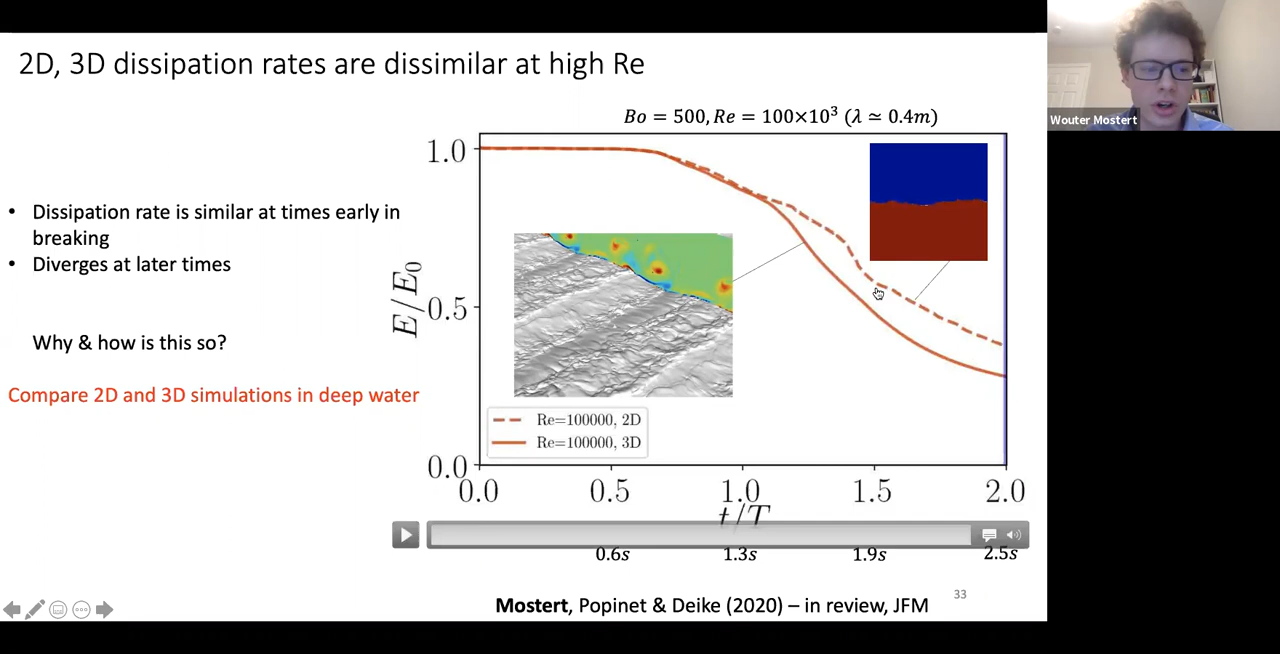 2D, 3D dissipation rates are dissimilar at high Re
Wouter Mostert
Bo = 500, Re = 100×10³ (λ ≃ 0.4m)
• Dissipation rate is similar at times early in
breaking
• Diverges at later times
Why & how is this so?
Compare 2D and 3D simulations in deep water
1.0
0.5
0.0
E/E₀
Re=100000, 2D
Re=100000, 3D
0.0 0.5 1.0 1.5 2.0
t/T
0.6s 1.3s 1.9s 2.5s
33
Mostert, Popinet & Deike (2020) – in review, JFM